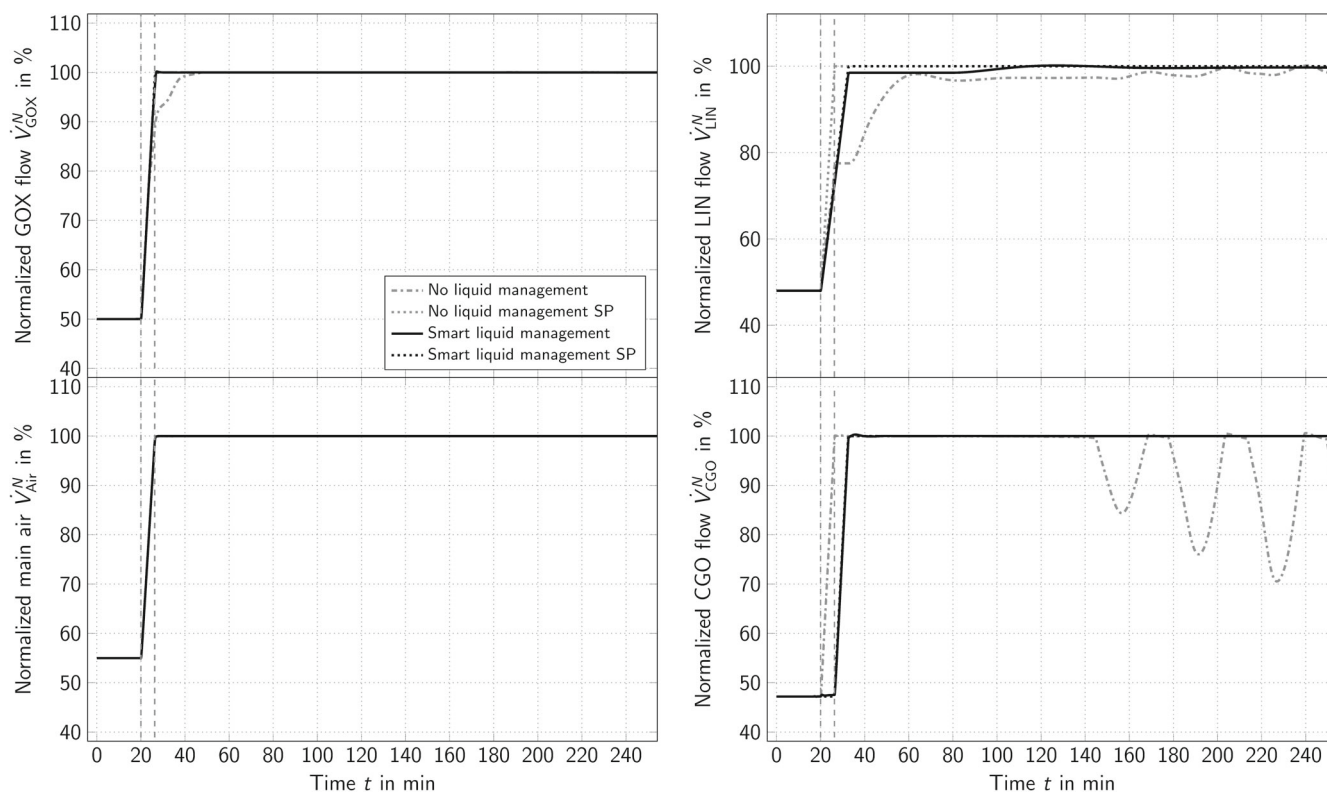 Normalized GOX flow V̇ᴺGOX in %
110
100
90
80
70
60
50
40
No liquid management
No liquid management SP
Smart liquid management
Smart liquid management SP
Normalized LIN flow V̇ᴺLIN in %
100
80
60
40
Normalized main air V̇ᴺAir in %
110
100
90
80
70
60
50
40
0 20 40 60 80 100 120 140 160 180 200 220 240
Time t in min
Normalized CGO flow V̇ᴺCGO in %
110
100
90
80
70
60
50
40
0 20 40 60 80 100 120 140 160 180 200 220 240
Time t in min